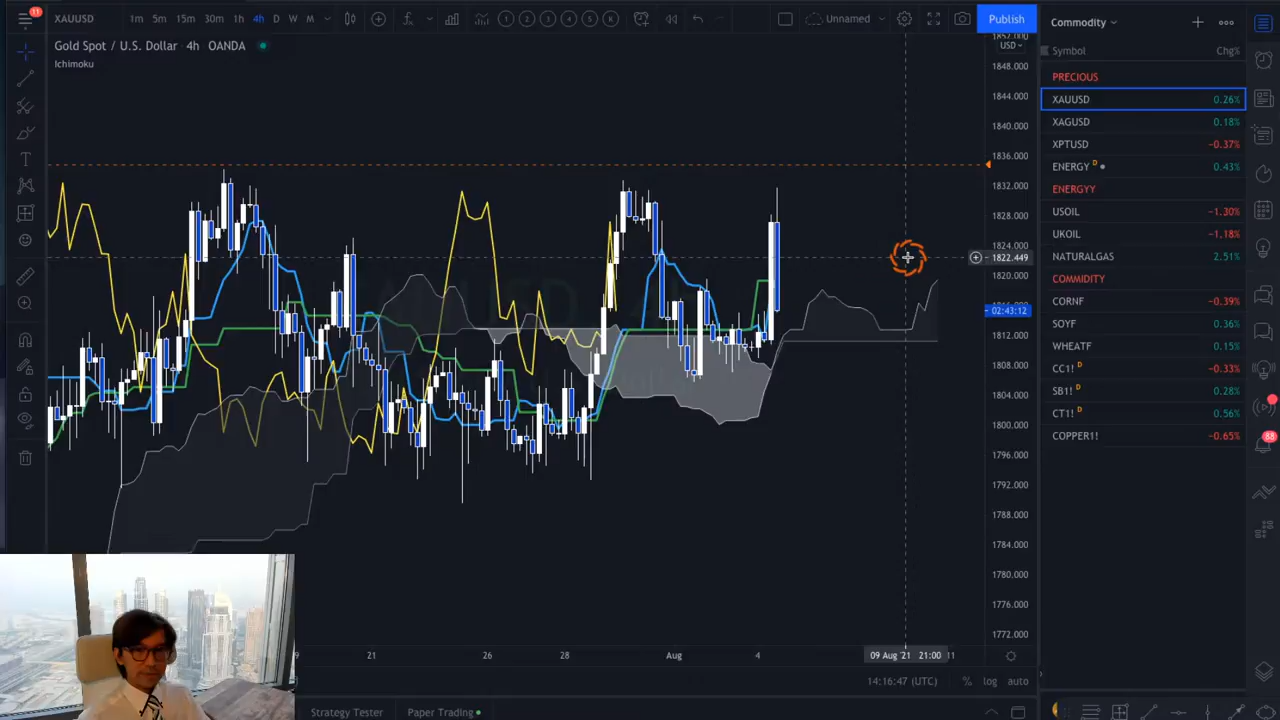 11
XAUUSD
1m 5m 15m 30m 1h 4h D W M
Unnamed
Publish
Gold Spot / U.S. Dollar 4h OANDA
Ichimoku
USD
1848.000
1844.000
1840.000
1836.000
1832.000
1828.000
1824.000
1822.449
1820.000
02:43:12
1812.000
1808.000
1804.000
1800.000
1796.000
1792.000
1788.000
1784.000
1780.000
1776.000
1772.000
21 26 28 Aug 4 09 Aug '21 21:00 11
14:16:47 (UTC) % log auto
Strategy Tester Paper Trading
Commodity
Symbol Chg%
PRECIOUS
XAUUSD 0.26%
XAGUSD 0.18%
XPTUSD −0.37%
ENERGY D 0.43%
ENERGYY
USOIL −1.30%
UKOIL −1.18%
NATURALGAS 2.51%
COMMIDITY
CORNF −0.39%
SOYF 0.36%
WHEATF 0.15%
CC1! D −0.33%
SB1! D 0.28%
CT1! D 0.56%
COPPER1! −0.65%
88